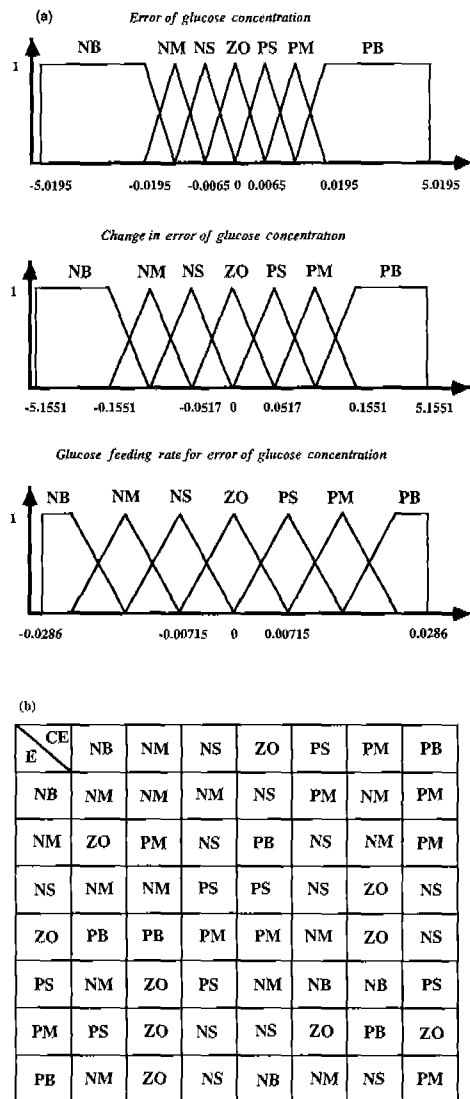 (a)
Error of glucose concentration
NB NM NS ZO PS PM PB
1
-5.0195 -0.0195 -0.0065 0 0.0065 0.0195 5.0195
Change in error of glucose concentration
NB NM NS ZO PS PM PB
1
-5.1551 -0.1551 -0.0517 0 0.0517 0.1551 5.1551
Glucose feeding rate for error of glucose concentration
NB NM NS ZO PS PM PB
1
-0.0286 -0.00715 0 0.00715 0.0286
(b)
E CE NB NM NS ZO PS PM PB
NB NM NM NM NS PM NM PM
NM ZO PM NS PB NS NM PM
NS NM NM PS PS NS ZO NS
ZO PB PB PM PM NM ZO NS
PS NM ZO PS NM NB NB PS
PM PS ZO NS NS ZO PB ZO
PB NM ZO NS NB NM NS PM